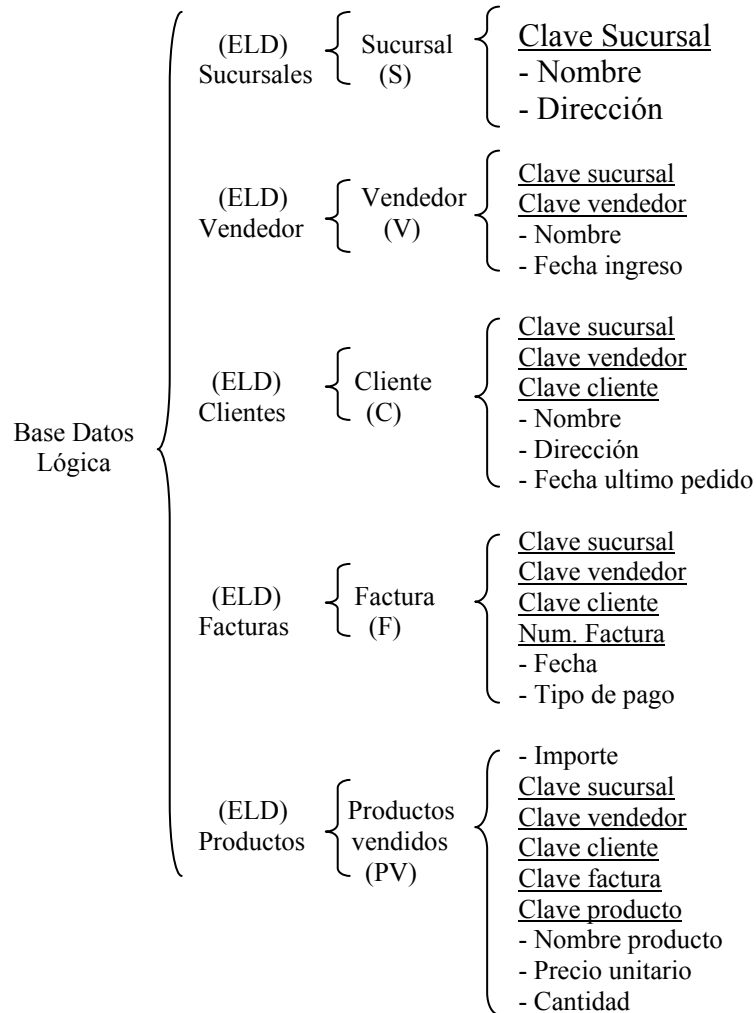 Base Datos
Lógica
(ELD)
Sucursales
Sucursal
(S)
Clave Sucursal
- Nombre
- Dirección
(ELD)
Vendedor
Vendedor
(V)
Clave sucursal
Clave vendedor
- Nombre
- Fecha ingreso
(ELD)
Clientes
Cliente
(C)
Clave sucursal
Clave vendedor
Clave cliente
- Nombre
- Dirección
- Fecha ultimo pedido
(ELD)
Facturas
Factura
(F)
Clave sucursal
Clave vendedor
Clave cliente
Num. Factura
- Fecha
- Tipo de pago
(ELD)
Productos
Productos
vendidos
(PV)
- Importe
Clave sucursal
Clave vendedor
Clave cliente
Clave factura
Clave producto
- Nombre producto
- Precio unitario
- Cantidad